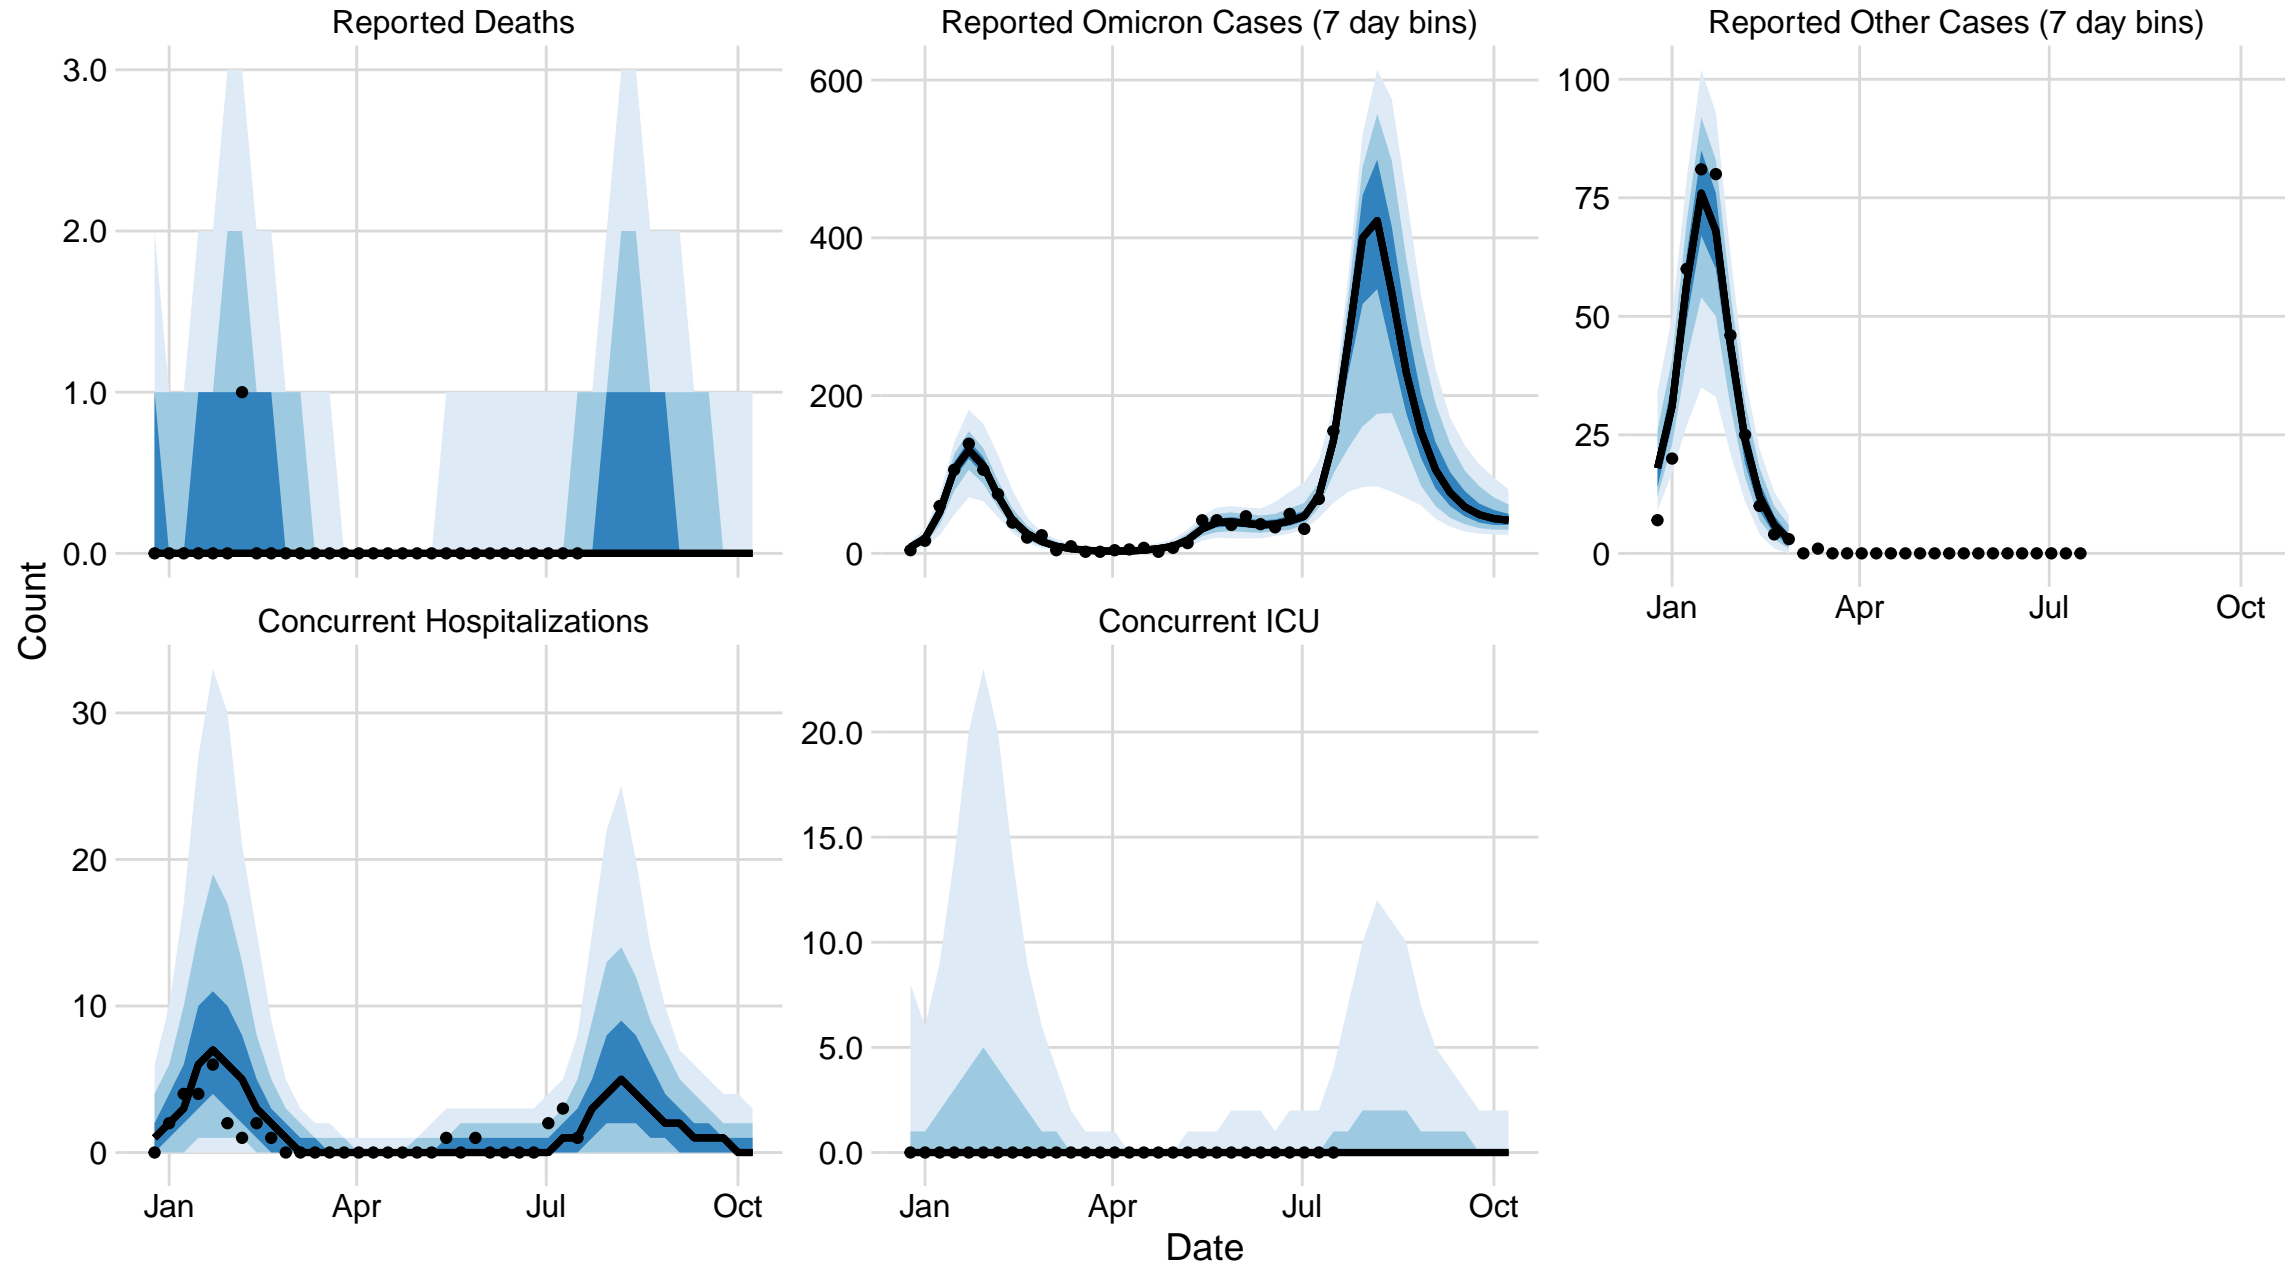 Reported Deaths
Reported Omicron Cases (7 day bins)
Reported Other Cases (7 day bins)
3.0
2.0
1.0
0.0
600
400
200
0
100
75
50
25
0
Jan Apr Jul Oct
Count
Concurrent Hospitalizations
Concurrent ICU
30
20
10
0
20.0
15.0
10.0
5.0
0.0
Jan Apr Jul Oct
Jan Apr Jul Oct
Date